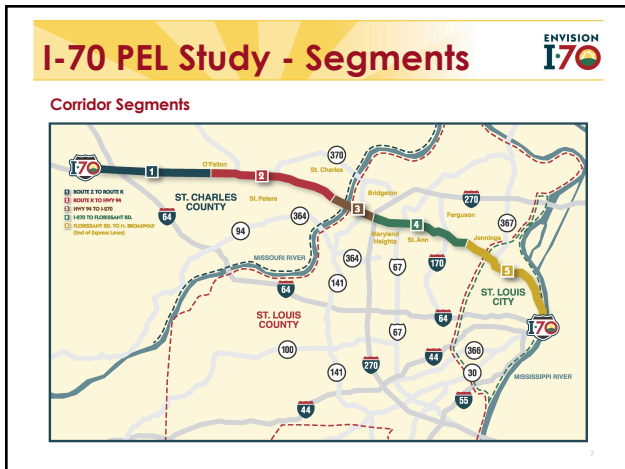 I-70 PEL Study - Segments
ENVISION
I-70
Corridor Segments
I-70
1
O'Fallon
2
370
St. Charles
1 ROUTE Z TO ROUTE K
2 ROUTE K TO HWY 94
3 HWY 94 TO I-270
4 I-270 TO FLORISSANT RD.
5 FLORISSANT RD. TO N. BROADWAY
(End of Express Lanes)
ST. CHARLES
COUNTY
St. Peters
64
94
364
3
Bridgeton
270
Maryland
Heights
4
St. Ann
Ferguson
367
Jennings
MISSOURI RIVER
364
67
170
5
64
141
ST. LOUIS
CITY
ST. LOUIS
COUNTY
64
I-70
67
100
44
366
270
141
30
MISSISSIPPI RIVER
55
44
7